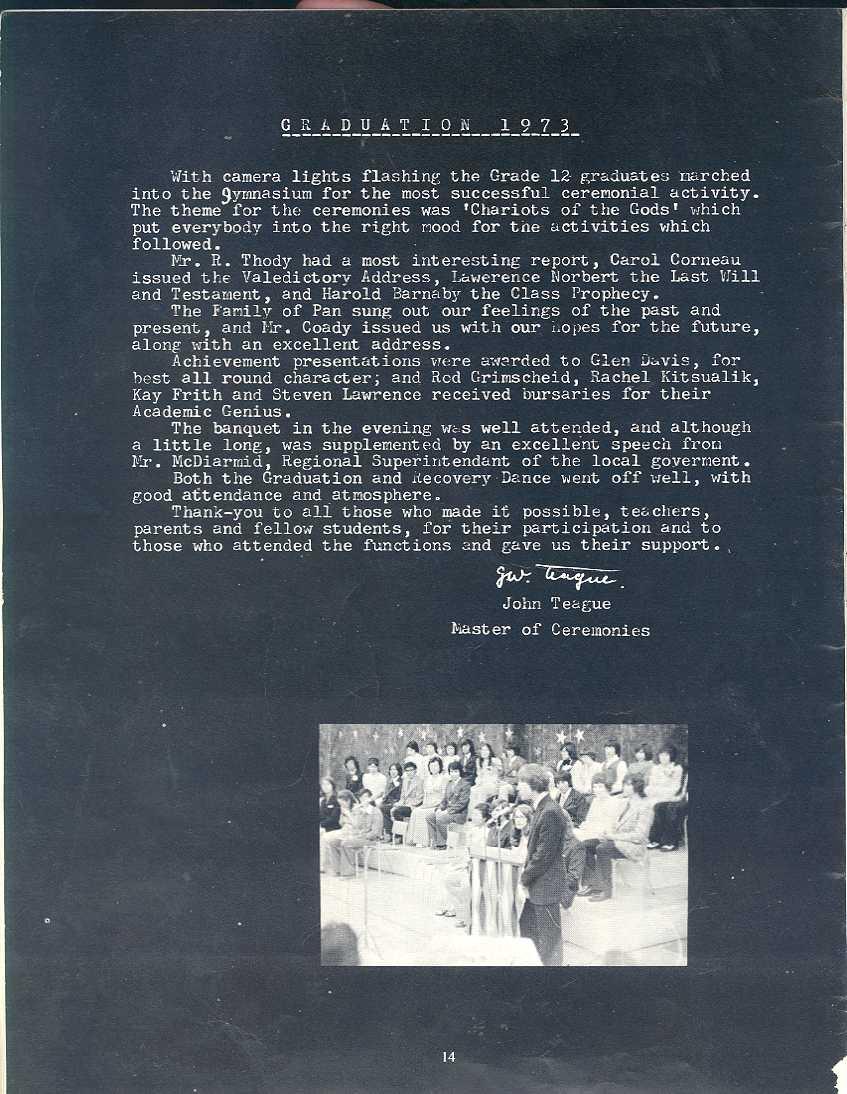 GRADUATION 1973
With camera lights flashing the Grade 12 graduates marched
into the gymnasium for the most successful ceremonial activity.
The theme for the ceremonies was 'Chariots of the Gods' which
put everybody into the right mood for the activities which
followed.
Mr. R. Thody had a most interesting report, Carol Corneau
issued the Valedictory Address, Lawerence Norbert the Last Will
and Testament, and Harold Barnaby the Class Prophecy.
The Family of Pan sung out our feelings of the past and
present, and Mr. Coady issued us with our hopes for the future,
along with an excellent address.
Achievement presentations were awarded to Glen Davis, for
best all round character; and Rod Grimscheid, Rachel Kitsualik,
Kay Frith and Steven Lawrence received bursaries for their
Academic Genius.
The banquet in the evening was well attended, and although
a little long, was supplemented by an excellent speech from
Mr. McDiarmid, Regional Superintendant of the local goverment.
Both the Graduation and Recovery Dance went off well, with
good attendance and atmosphere.
Thank-you to all those who made it possible, teachers,
parents and fellow students, for their participation and to
those who attended the functions and gave us their support.
J.W. Teague.
John Teague
Master of Ceremonies
14